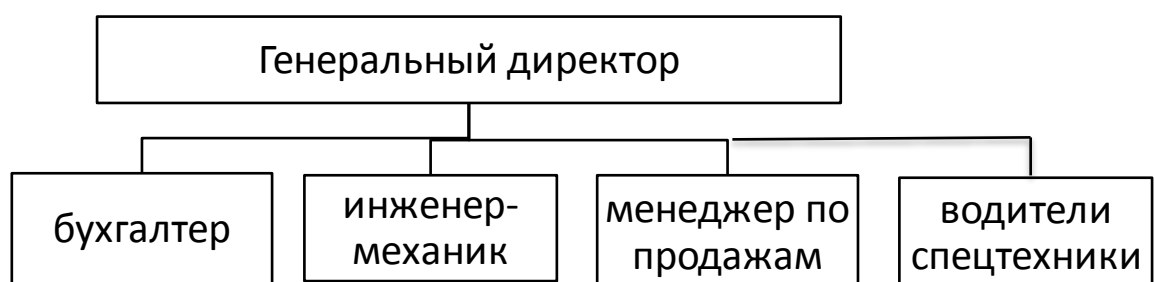 Генеральный директор
бухгалтер
инженер-
механик
менеджер по
продажам
водители
спецтехники